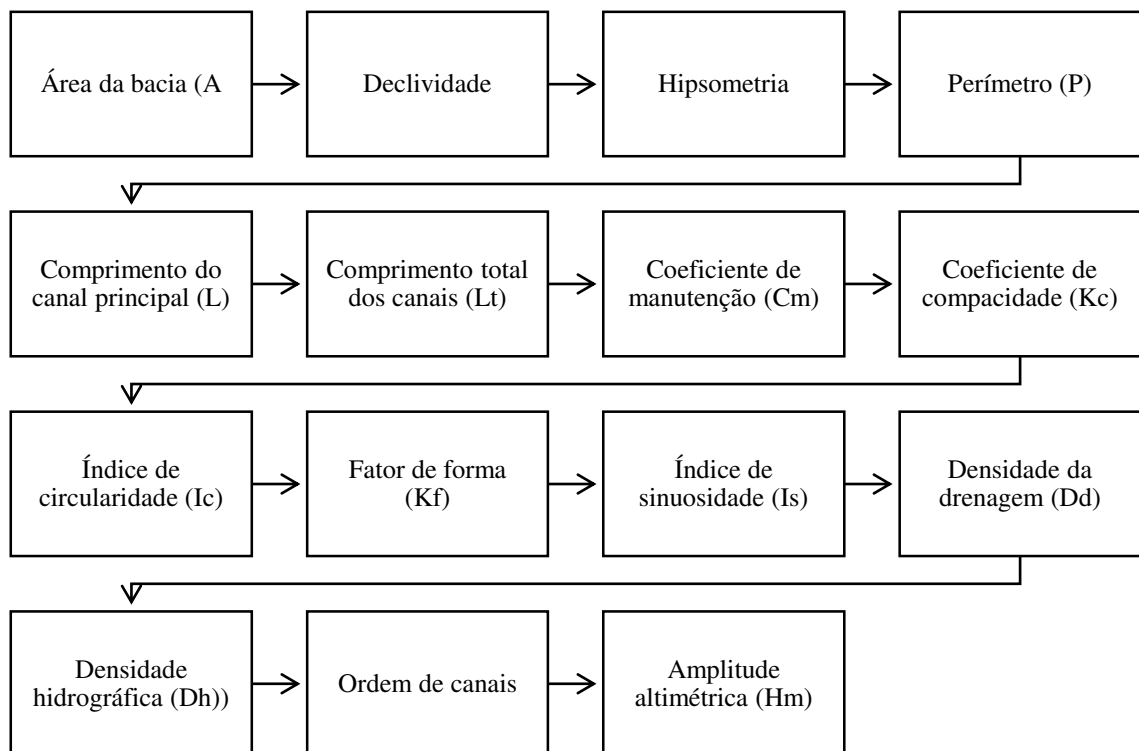 Área da bacia (A
Declividade
Hipsometria
Perímetro (P)
Comprimento do
canal principal (L)
Comprimento total
dos canais (Lt)
Coeficiente de
manutenção (Cm)
Coeficiente de
compacidade (Kc)
Índice de
circularidade (Ic)
Fator de forma
(Kf)
Índice de
sinuosidade (Is)
Densidade da
drenagem (Dd)
Densidade
hidrográfica (Dh))
Ordem de canais
Amplitude
altimétrica (Hm)